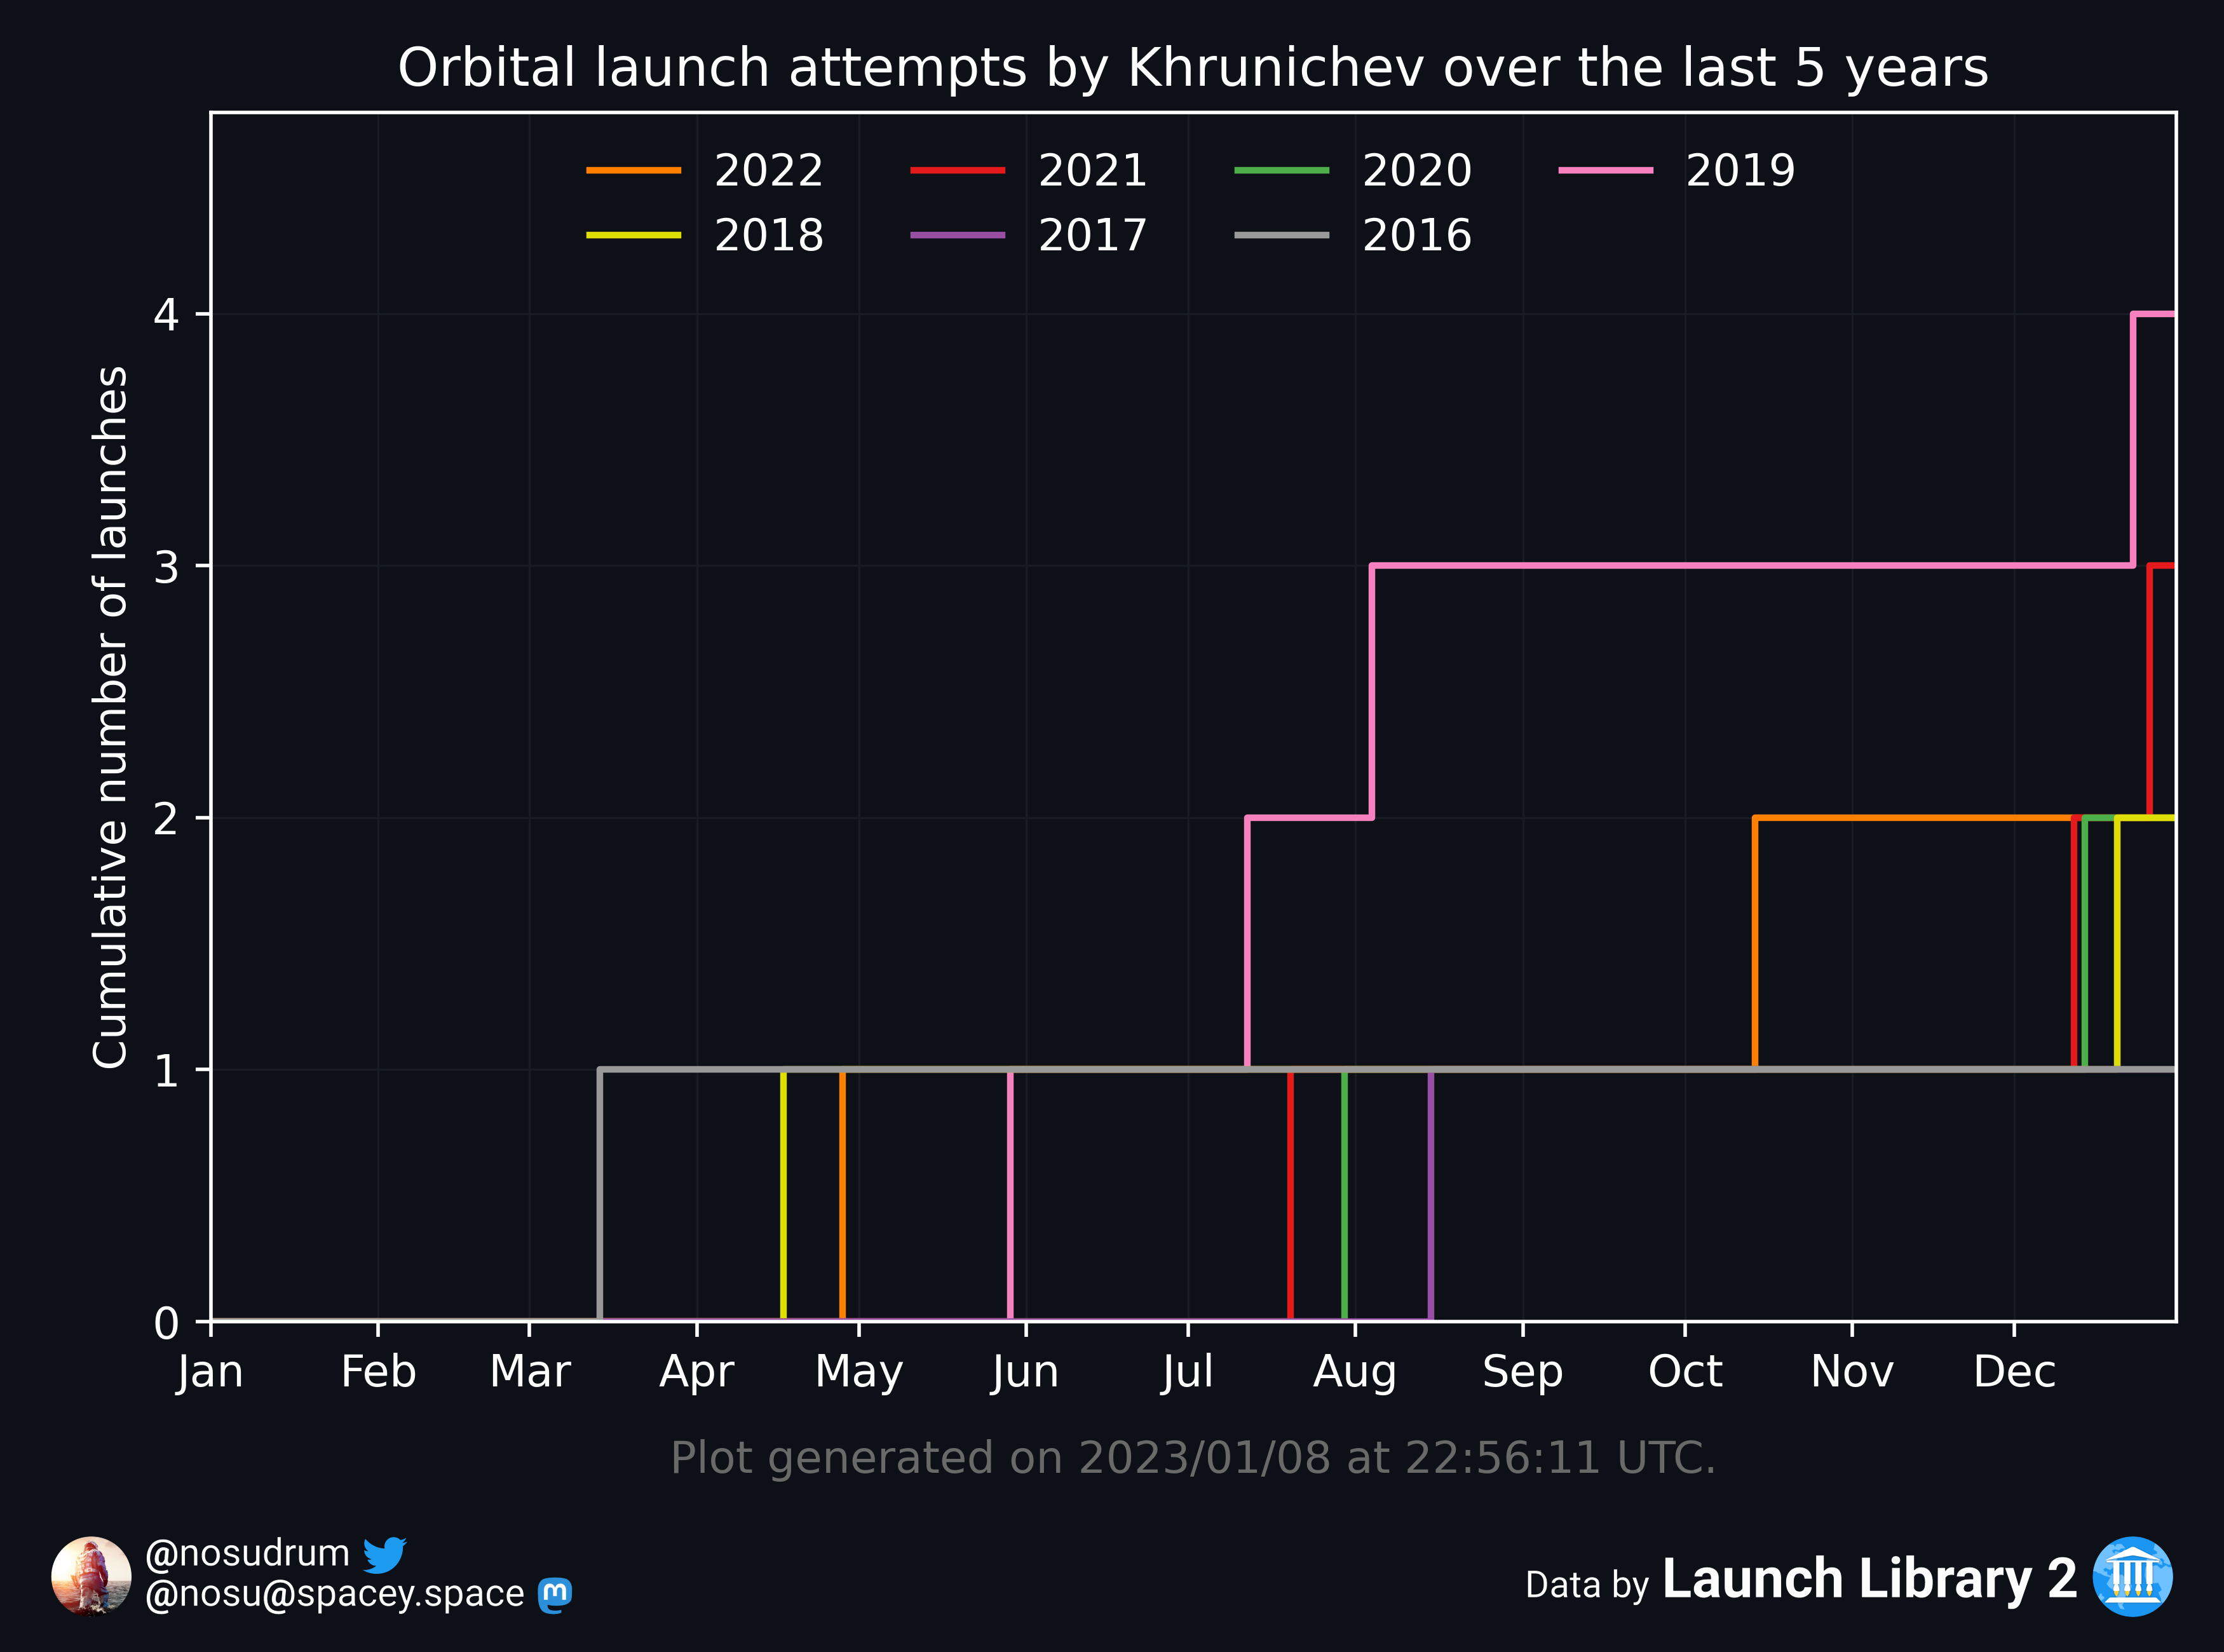 Orbital launch attempts by Khrunichev over the last 5 years
2022 2021 2020 2019
2018 2017 2016
Cumulative number of launches
4
3
2
1
0
Jan Feb Mar Apr May Jun Jul Aug Sep Oct Nov Dec
Plot generated on 2023/01/08 at 22:56:11 UTC.
@nosudrum
@nosu@spacey.space
Data by Launch Library 2